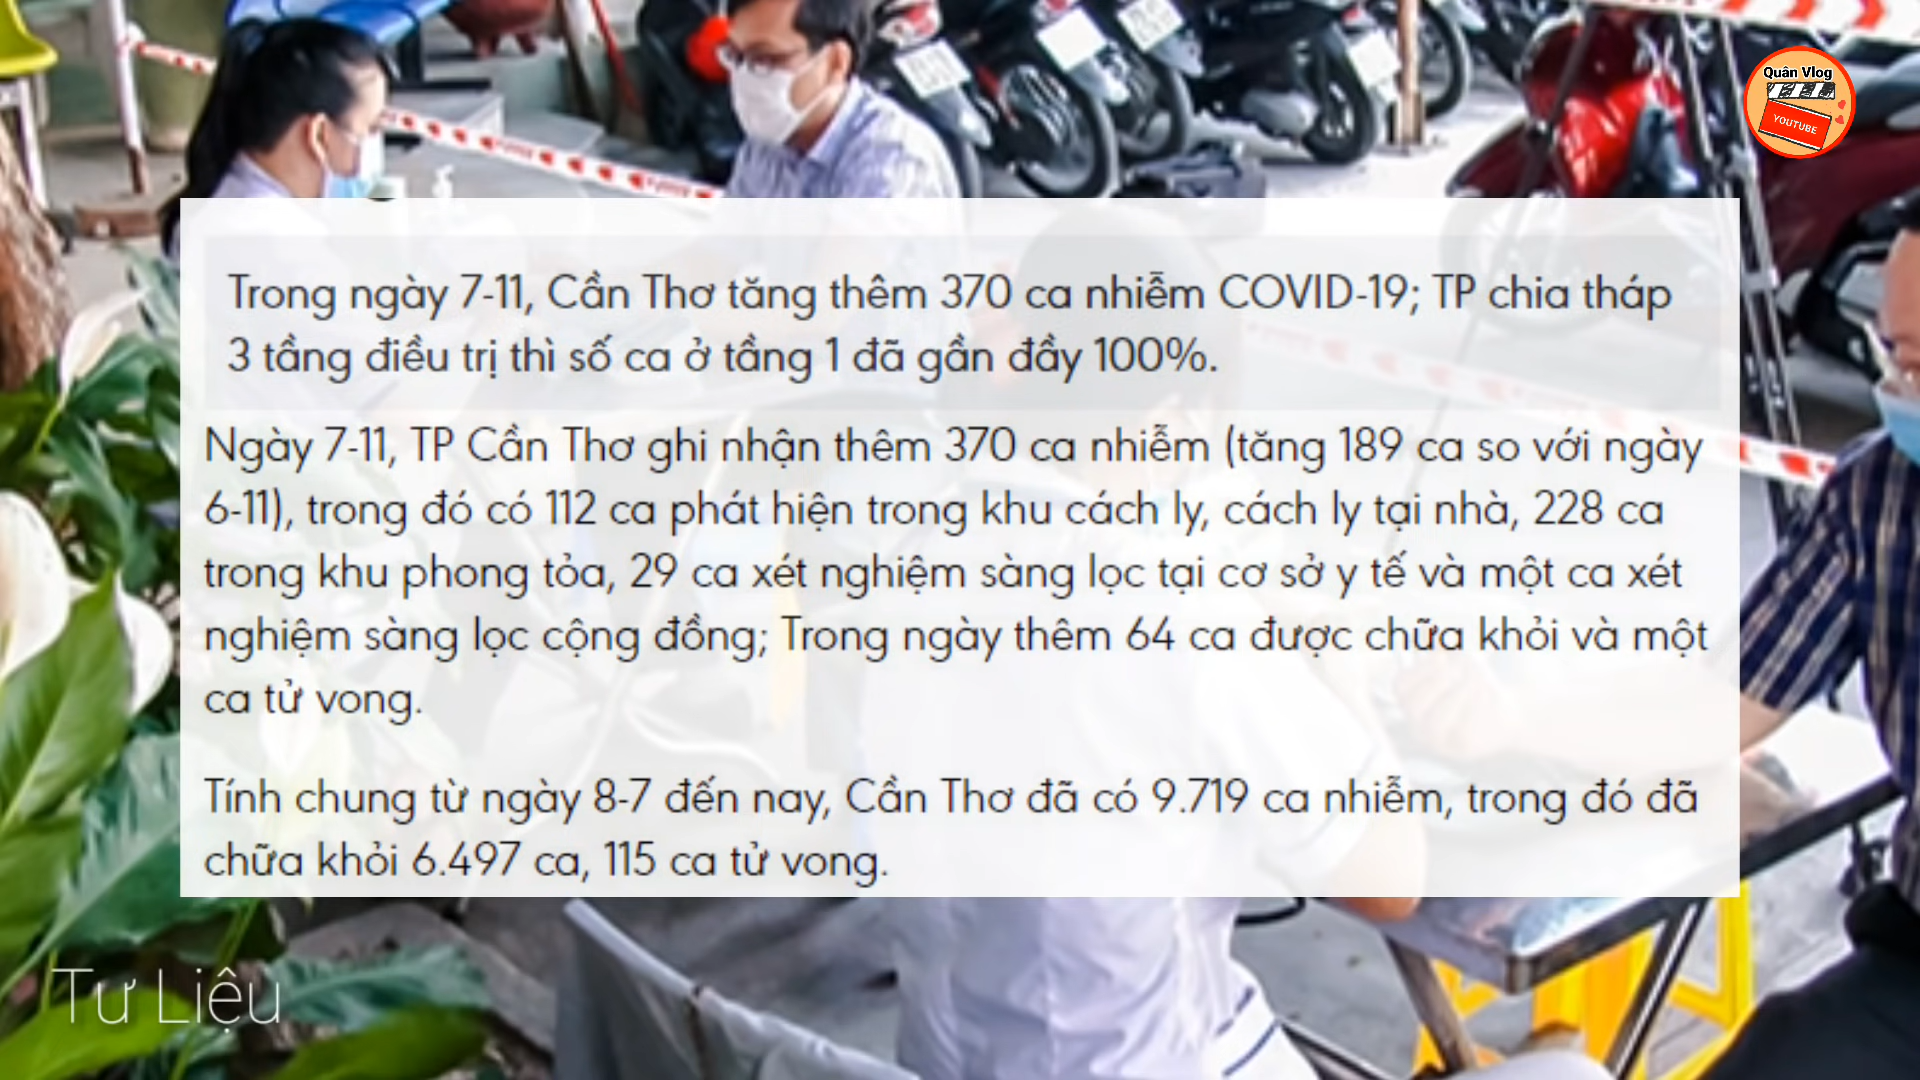 Quân Vlog
YOUTUBE
Trong ngày 7-11, Cần Thơ tăng thêm 370 ca nhiễm COVID-19; TP chia tháp
3 tầng điều trị thì số ca ở tầng 1 đã gần đầy 100%.
Ngày 7-11, TP Cần Thơ ghi nhận thêm 370 ca nhiễm (tăng 189 ca so với ngày
6-11), trong đó có 112 ca phát hiện trong khu cách ly, cách ly tại nhà, 228 ca
trong khu phong tỏa, 29 ca xét nghiệm sàng lọc tại cơ sở y tế và một ca xét
nghiệm sàng lọc cộng đồng; Trong ngày thêm 64 ca được chữa khỏi và một
ca tử vong.
Tính chung từ ngày 8-7 đến nay, Cần Thơ đã có 9.719 ca nhiễm, trong đó đã
chữa khỏi 6.497 ca, 115 ca tử vong.
Tư Liệu